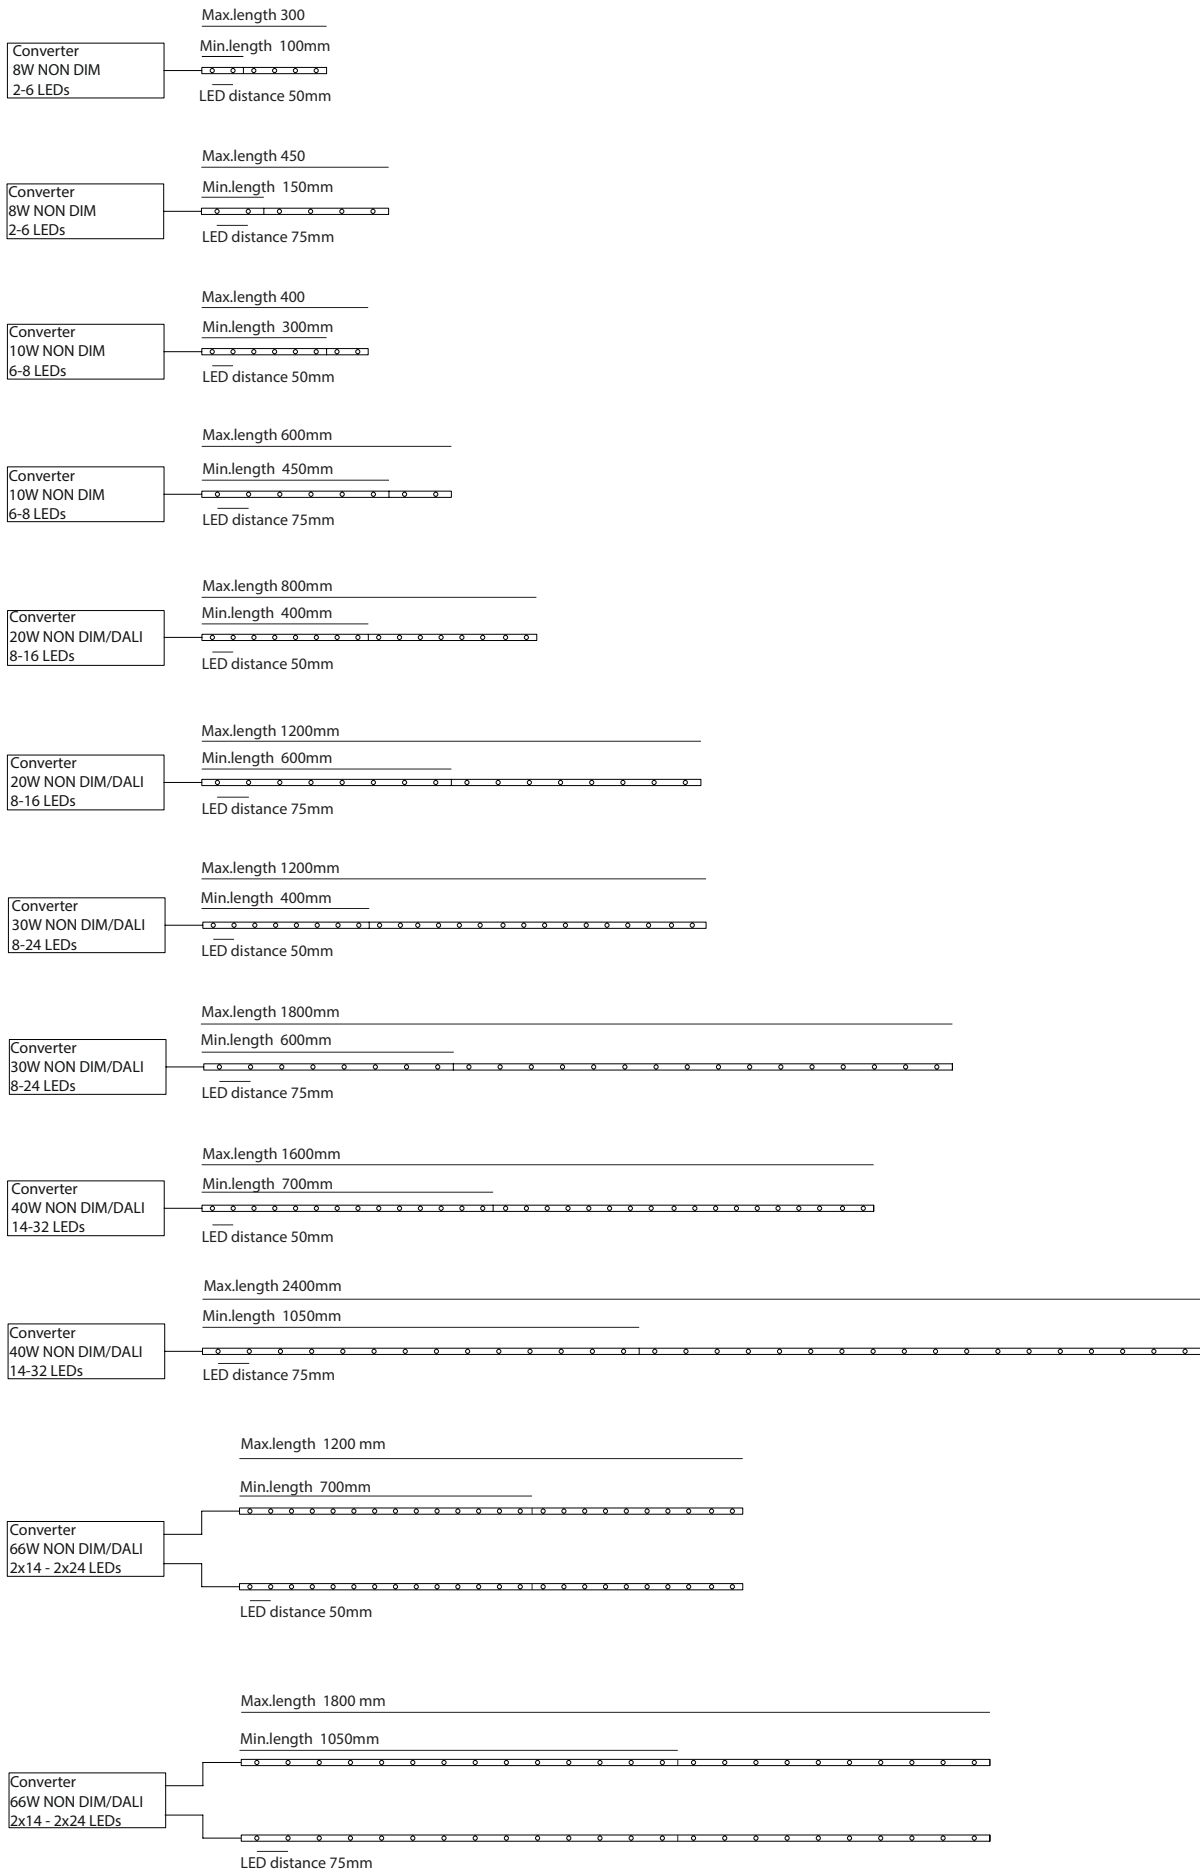 Max.length 300
Min.length 100mm
Converter
8W NON DIM
2-6 LEDs
LED distance 50mm
Max.length 450
Min.length 150mm
Converter
8W NON DIM
2-6 LEDs
LED distance 75mm
Max.length 400
Min.length 300mm
Converter
10W NON DIM
6-8 LEDs
LED distance 50mm
Max.length 600mm
Min.length 450mm
Converter
10W NON DIM
6-8 LEDs
LED distance 75mm
Max.length 800mm
Min.length 400mm
Converter
20W NON DIM/DALI
8-16 LEDs
LED distance 50mm
Max.length 1200mm
Min.length 600mm
Converter
20W NON DIM/DALI
8-16 LEDs
LED distance 75mm
Max.length 1200mm
Min.length 400mm
Converter
30W NON DIM/DALI
8-24 LEDs
LED distance 50mm
Max.length 1800mm
Min.length 600mm
Converter
30W NON DIM/DALI
8-24 LEDs
LED distance 75mm
Max.length 1600mm
Min.length 700mm
Converter
40W NON DIM/DALI
14-32 LEDs
LED distance 50mm
Max.length 2400mm
Min.length 1050mm
Converter
40W NON DIM/DALI
14-32 LEDs
LED distance 75mm
Max.length 1200 mm
Min.length 700mm
Converter
66W NON DIM/DALI
2x14 - 2x24 LEDs
LED distance 50mm
Max.length 1800 mm
Min.length 1050mm
Converter
66W NON DIM/DALI
2x14 - 2x24 LEDs
LED distance 75mm